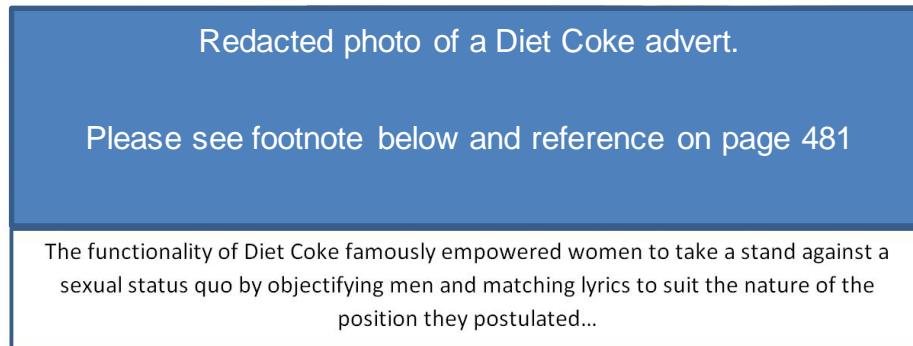 Redacted photo of a Diet Coke advert.
Please see footnote below and reference on page 481
The functionality of Diet Coke famously empowered women to take a stand against a
sexual status quo by objectifying men and matching lyrics to suit the nature of the
position they postulated…